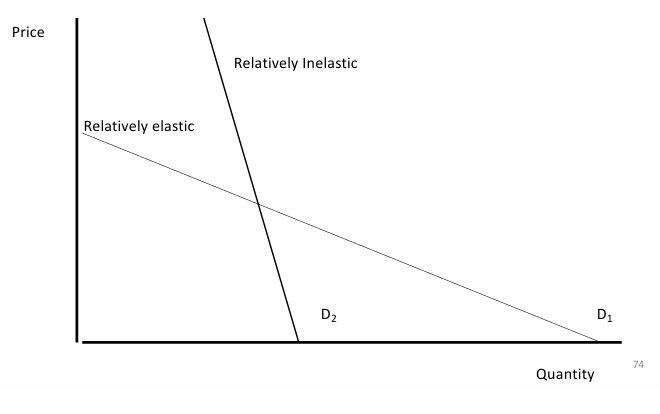 Price
Relatively Inelastic
Relatively elastic
D₂
D₁
74
Quantity